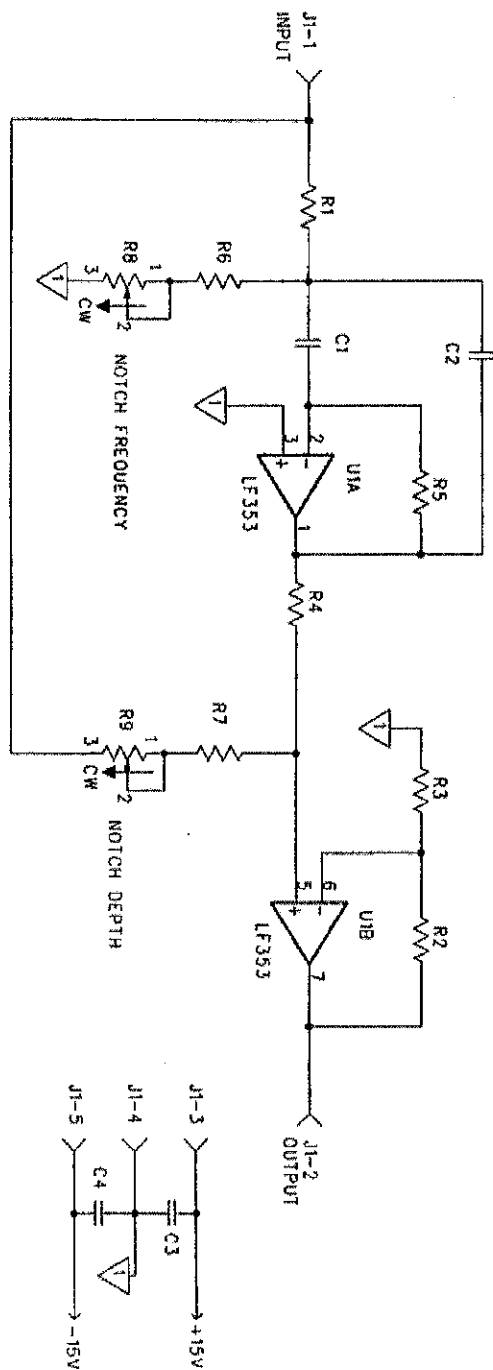 J1-1
INPUT
R1
C2
C1
R5
R6
R8
1
3
2
CW
NOTCH FREQUENCY
1
1
2
3
-
+
1
U1A
LF353
R4
R7
R9
1
3
2
CW
NOTCH DEPTH
1
R3
R2
6
5
-
+
7
U1B
LF353
J1-2
OUTPUT
J1-3
J1-4
J1-5
C3
C4
1
+15V
-15V